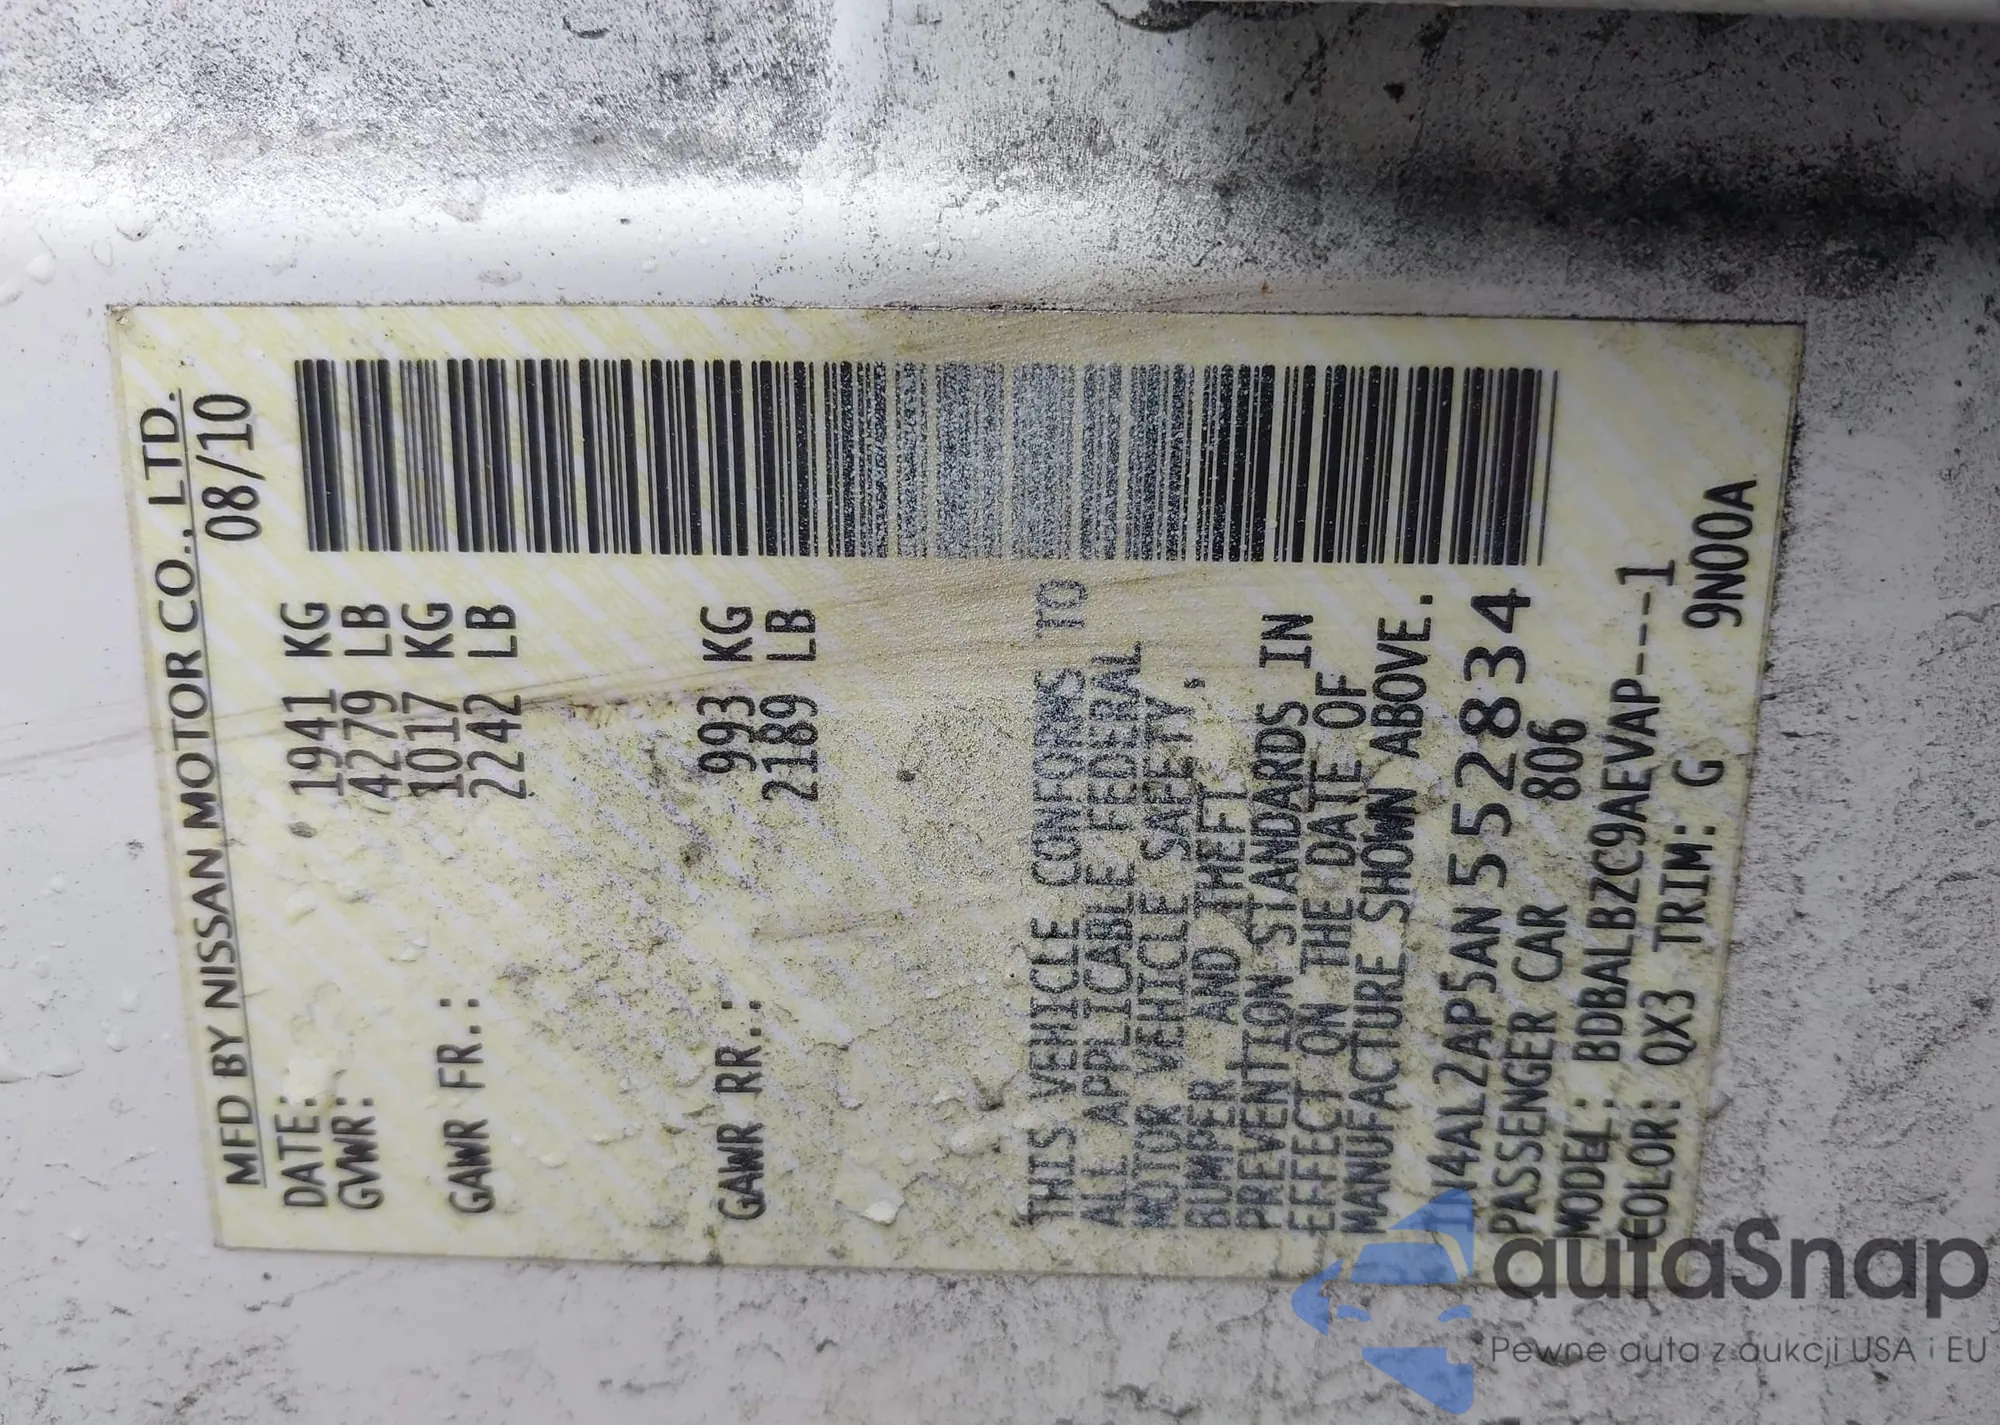 MFD BY NISSAN MOTOR CO., LTD.
DATE: 08/10
GVWR: 1941 KG
4279 LB
GAWR FR.: 1017 KG
2242 LB
GAWR RR.: 993 KG
2189 LB
THIS VEHICLE CONFORMS TO
ALL APPLICABLE FEDERAL
MOTOR VEHICLE SAFETY,
BUMPER AND THEFT
PREVENTION STANDARDS IN
EFFECT ON THE DATE OF
MANUFACTURE SHOWN ABOVE.
1N4AL2AP5AN552834
PASSENGER CAR 806
MODEL: BDBALBZC9AEVAP----1
COLOR: QX3 TRIM: G 9N00A
autaSnap
Pewne auta z aukcji USA i EU